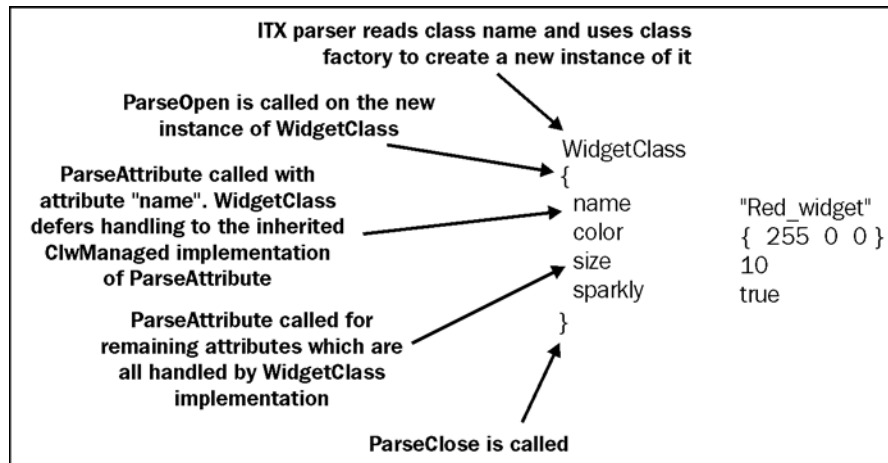 ITX parser reads class name and uses class
factory to create a new instance of it
ParseOpen is called on the new
instance of WidgetClass
WidgetClass
{
ParseAttribute called with
attribute "name". WidgetClass
defers handling to the inherited
CIwManaged implementation
of ParseAttribute
name "Red_widget"
color { 255 0 0 }
size 10
sparkly true
ParseAttribute called for
remaining attributes which are
all handled by WidgetClass
implementation
}
ParseClose is called